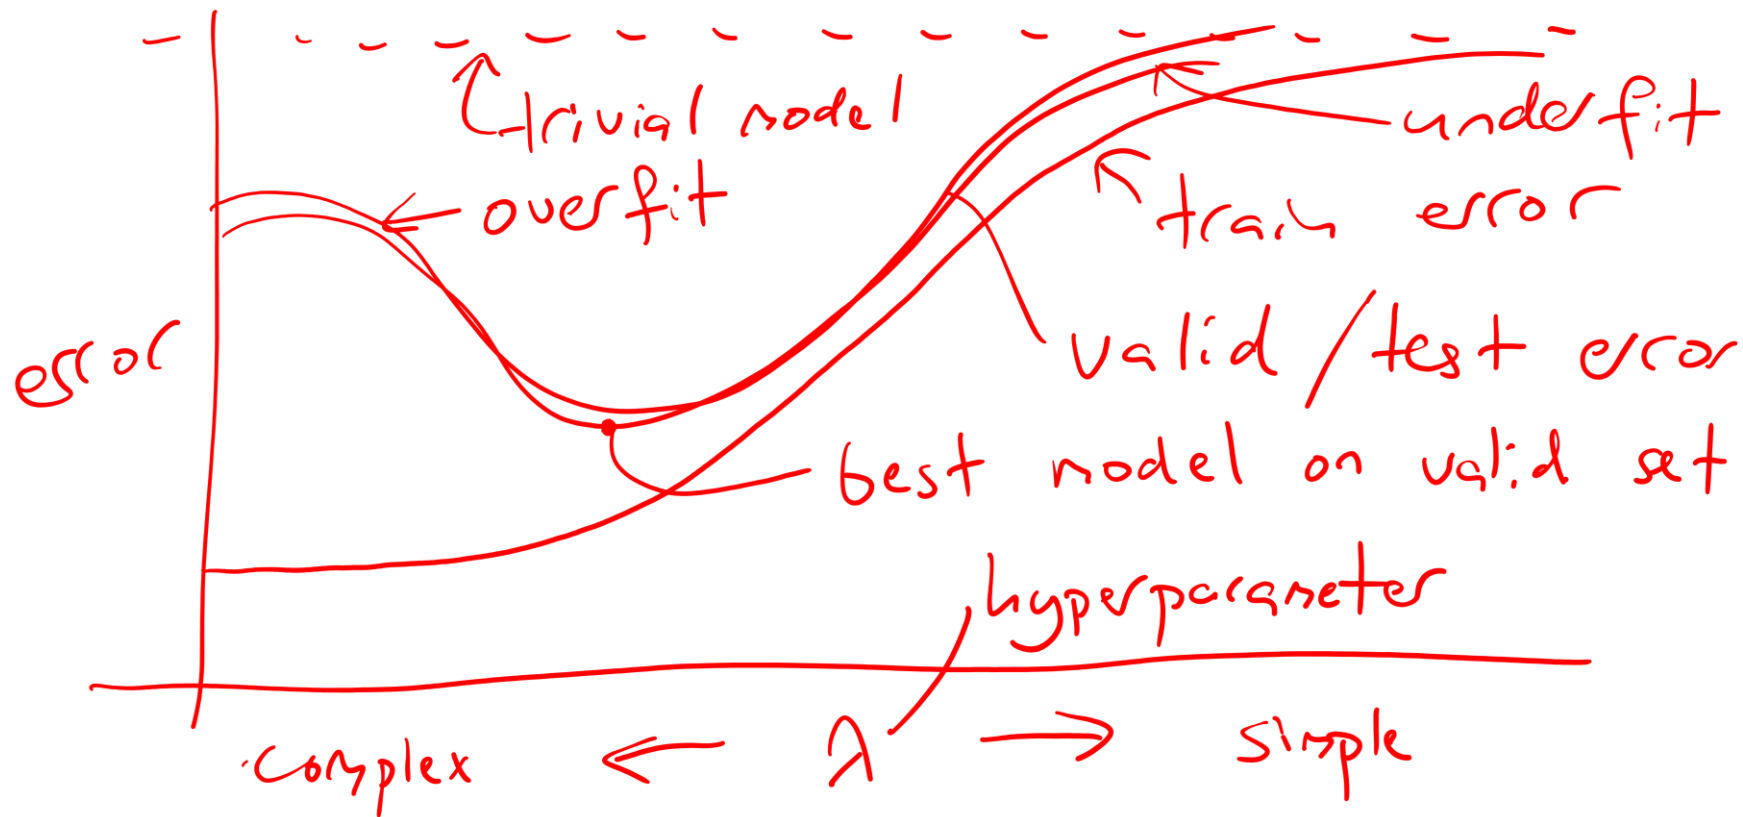 trivial model
underfit
overfit
train error
error
valid/test error
best model on valid set
hyperparameter
complex ← λ → simple